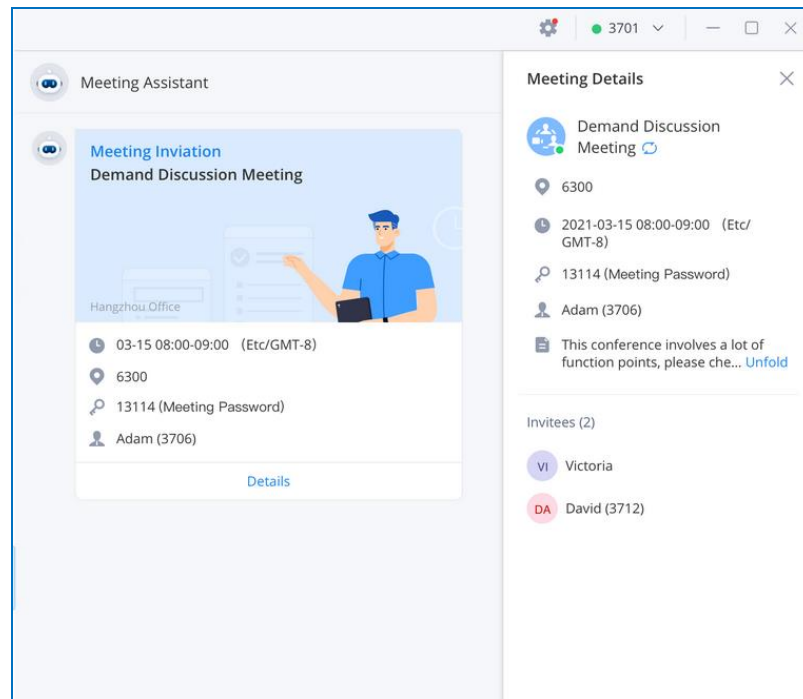 3701
Meeting Assistant
Meeting Inviation
Demand Discussion Meeting
Hangzhou Office
03-15 08:00-09:00 (Etc/GMT-8)
6300
13114 (Meeting Password)
Adam (3706)
Details
Meeting Details
Demand Discussion
Meeting
6300
2021-03-15 08:00-09:00 (Etc/
GMT-8)
13114 (Meeting Password)
Adam (3706)
This conference involves a lot of
function points, please che... Unfold
Invitees (2)
VI Victoria
DA David (3712)